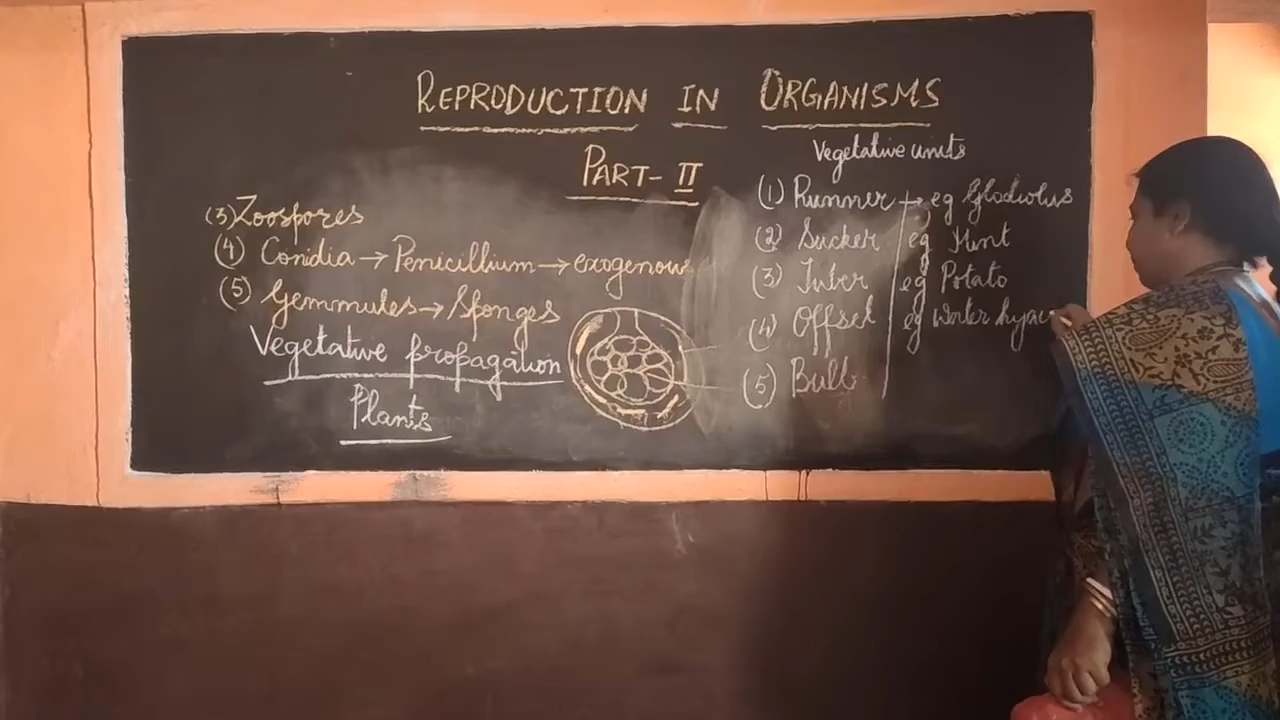 REPRODUCTION IN ORGANISMS
PART- II
(3) Zoospores
(4) Conidia → Penicillium → exogenous
(5) Gemmules → Sponges
Vegetative propagation
Plants
Vegetative units
(1) Runner → eg Gladiolus
(2) Sucker eg Mint
(3) Tuber eg Potato
(4) Offset eg Water hyac
(5) Bulb